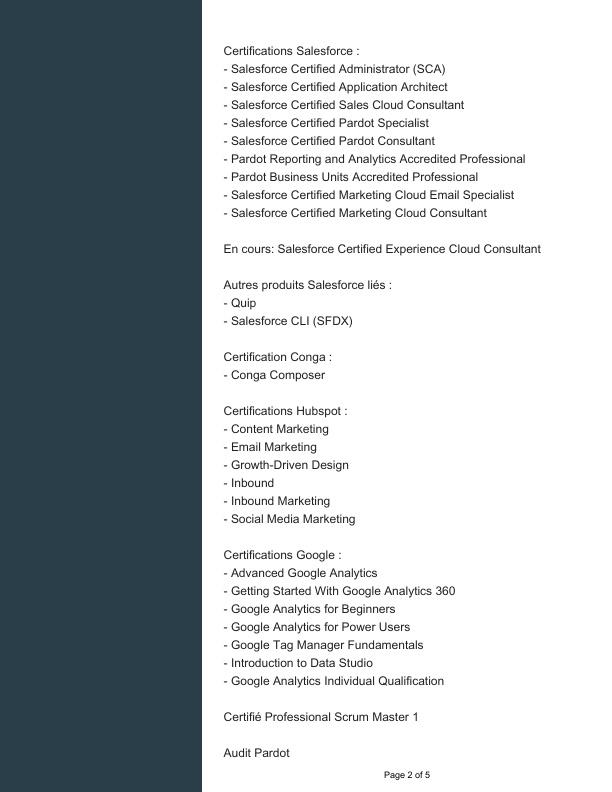 Certifications Salesforce :
- Salesforce Certified Administrator (SCA)
- Salesforce Certified Application Architect
- Salesforce Certified Sales Cloud Consultant
- Salesforce Certified Pardot Specialist
- Salesforce Certified Pardot Consultant
- Pardot Reporting and Analytics Accredited Professional
- Pardot Business Units Accredited Professional
- Salesforce Certified Marketing Cloud Email Specialist
- Salesforce Certified Marketing Cloud Consultant
En cours: Salesforce Certified Experience Cloud Consultant
Autres produits Salesforce liés :
- Quip
- Salesforce CLI (SFDX)
Certification Conga :
- Conga Composer
Certifications Hubspot :
- Content Marketing
- Email Marketing
- Growth-Driven Design
- Inbound
- Inbound Marketing
- Social Media Marketing
Certifications Google :
- Advanced Google Analytics
- Getting Started With Google Analytics 360
- Google Analytics for Beginners
- Google Analytics for Power Users
- Google Tag Manager Fundamentals
- Introduction to Data Studio
- Google Analytics Individual Qualification
Certifié Professional Scrum Master 1
Audit Pardot
Page 2 of 5